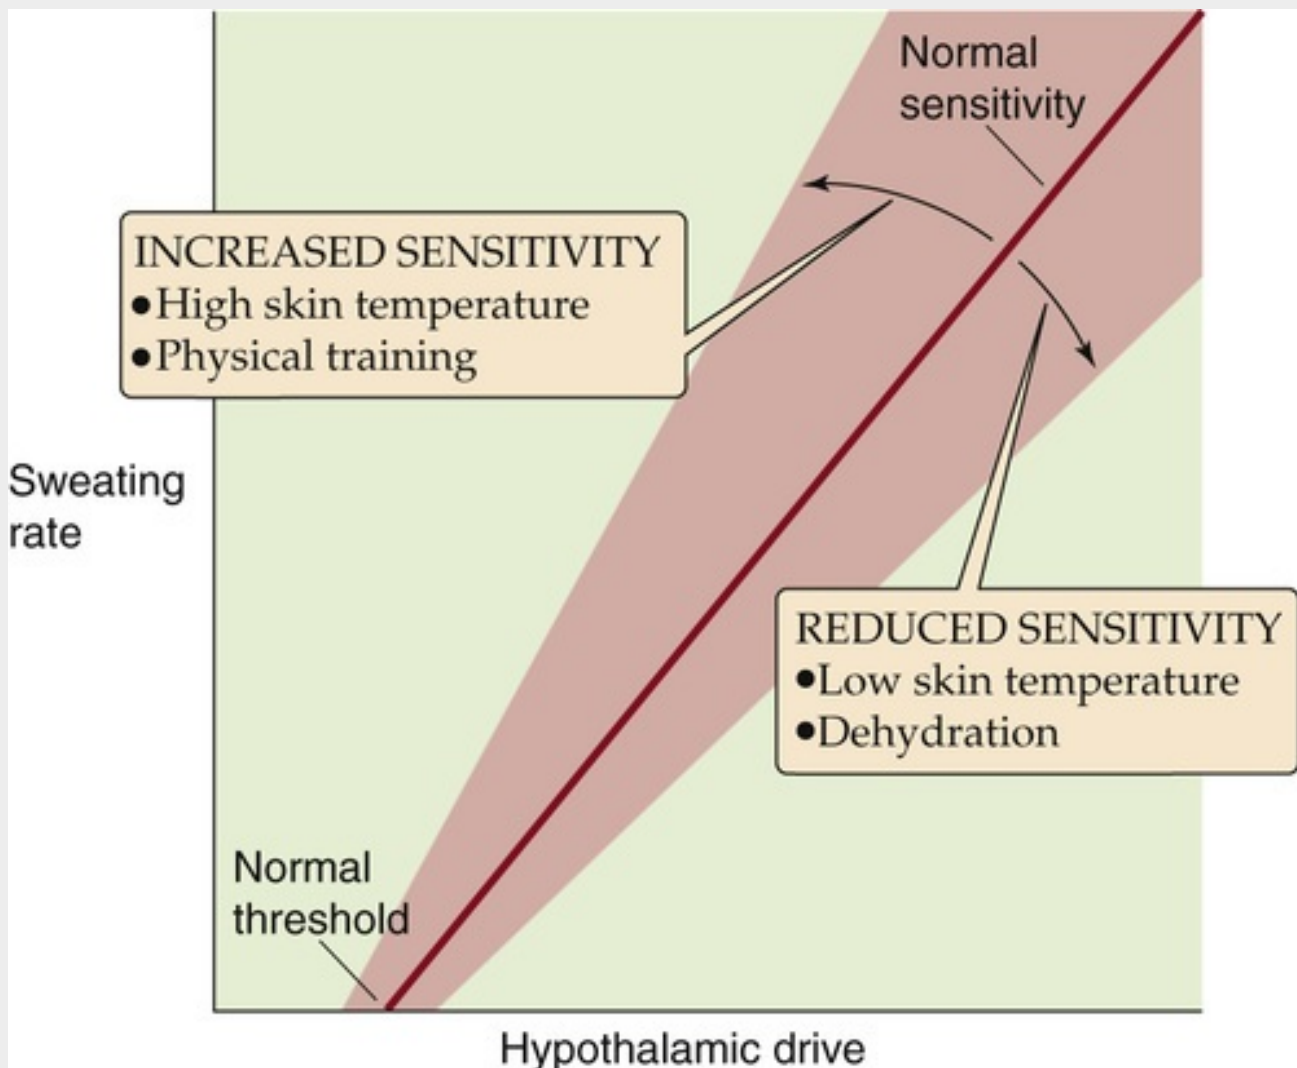 Normal
sensitivity
INCREASED SENSITIVITY
●High skin temperature
●Physical training
Sweating
rate
REDUCED SENSITIVITY
●Low skin temperature
●Dehydration
Normal
threshold
Hypothalamic drive